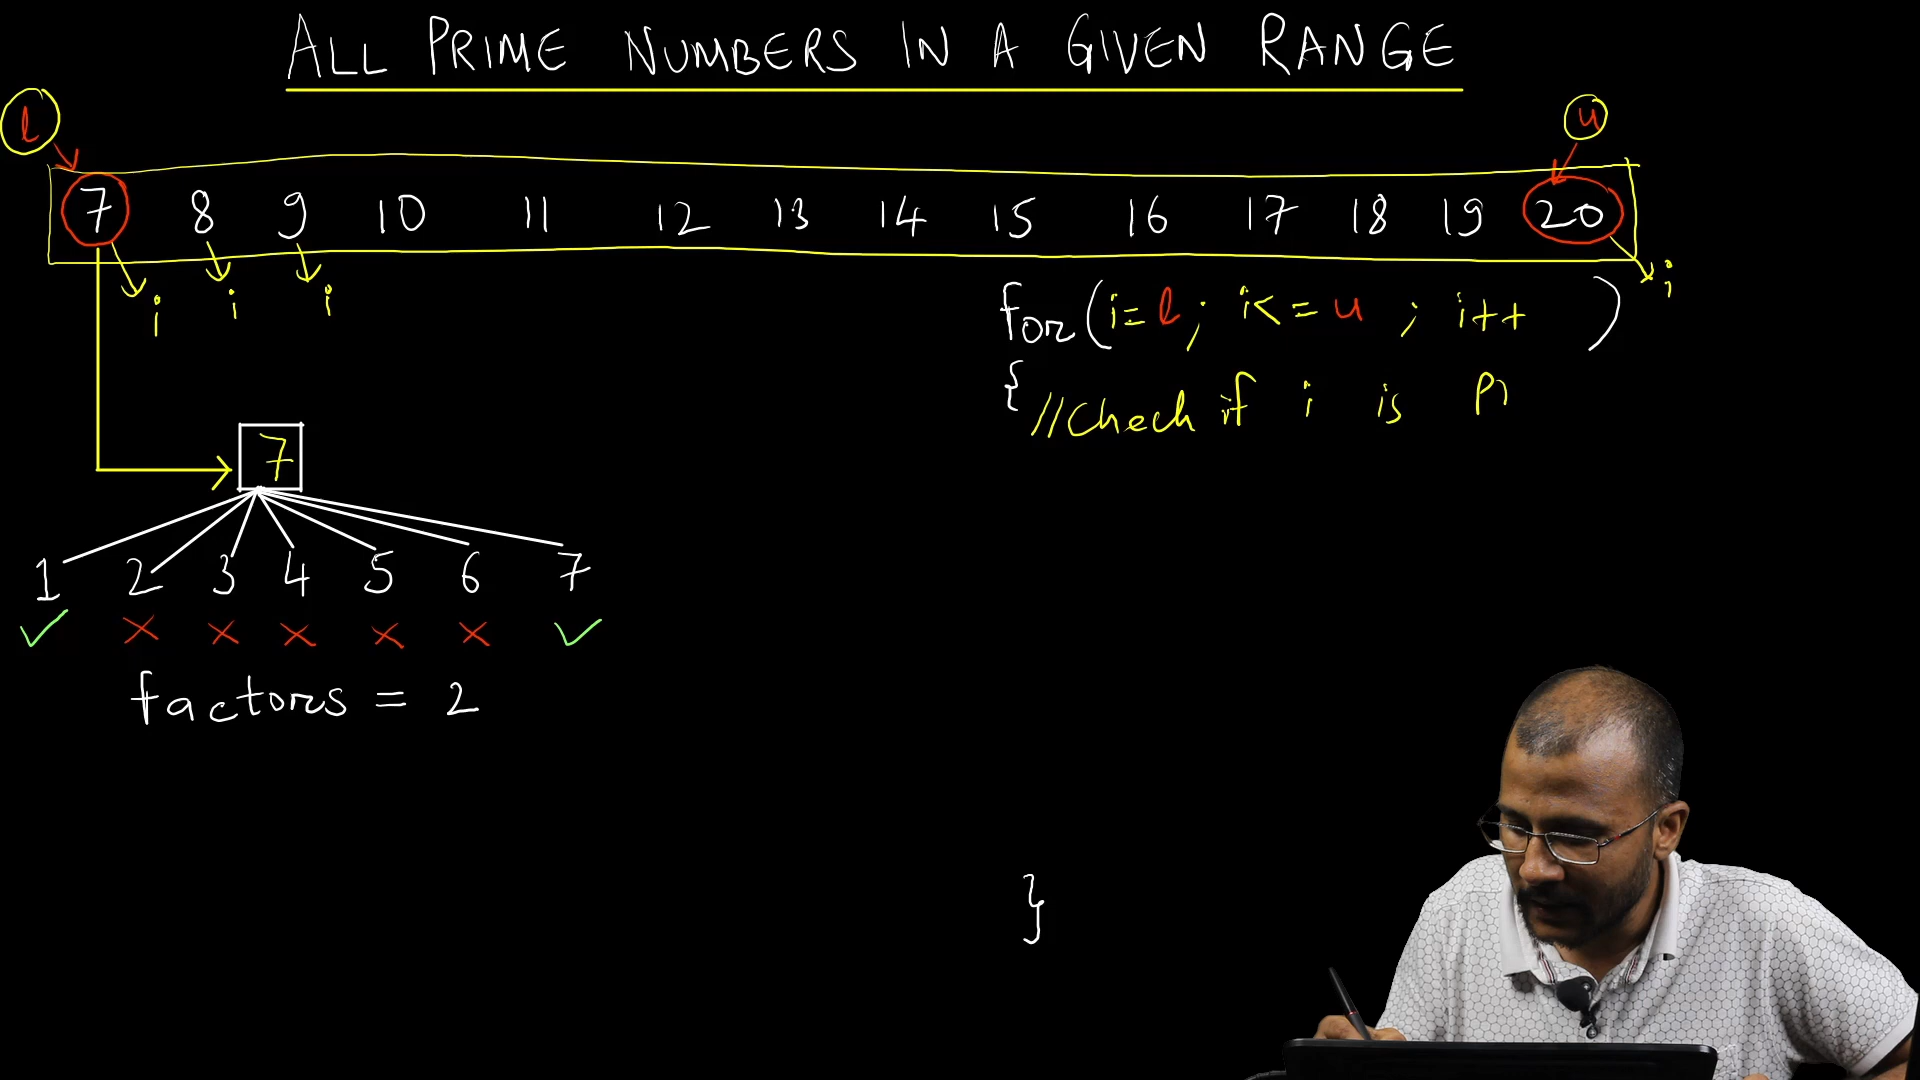 ALL PRIME NUMBERS IN A GIVEN RANGE
l u
7 8 9 10 11 12 13 14 15 16 17 18 19 20
i i i i
for(i=l; i<=u ; i++ )
{ //Check if i is Pr
7
1 2 3 4 5 6 7
factors = 2
}